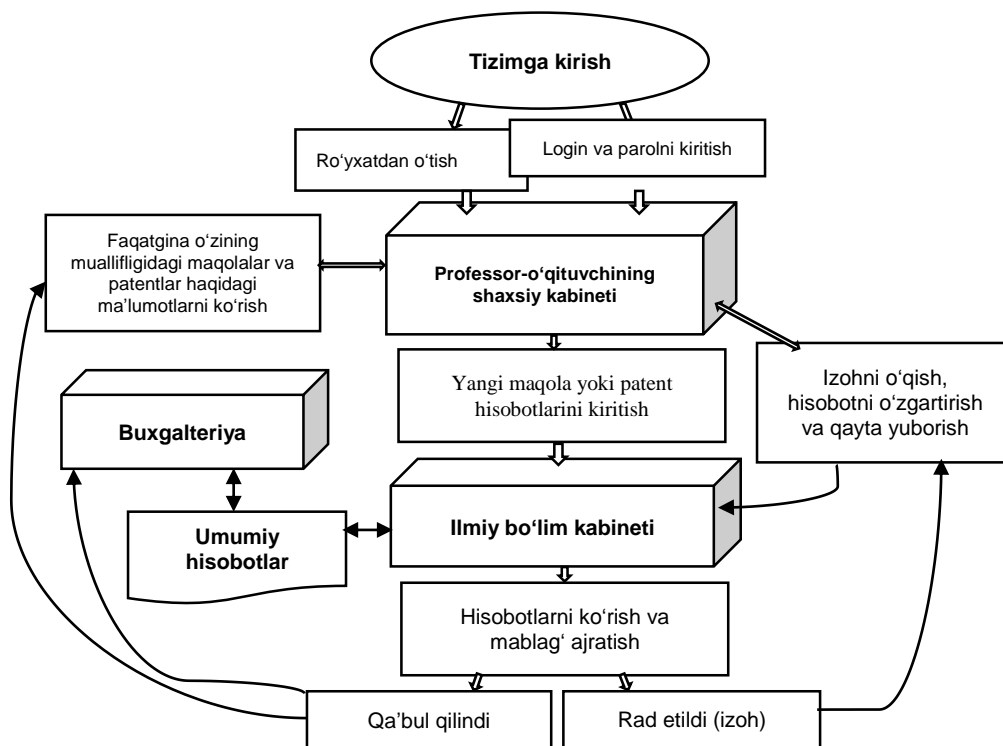 Tizimga kirish
Ro‘yxatdan o‘tish
Login va parolni kiritish
Faqatgina o‘zining
muallifligidagi maqolalar va
patentlar haqidagi
ma’lumotlarni ko‘rish
Professor-o‘qituvchining
shaxsiy kabineti
Yangi maqola yoki patent
hisobotlarini kiritish
Izohni o‘qish,
hisobotni o‘zgartirish
va qayta yuborish
Buxgalteriya
Umumiy
hisobotlar
Ilmiy bo‘lim kabineti
Hisobotlarni ko‘rish va
mablag‘ ajratish
Qa’bul qilindi
Rad etildi (izoh)